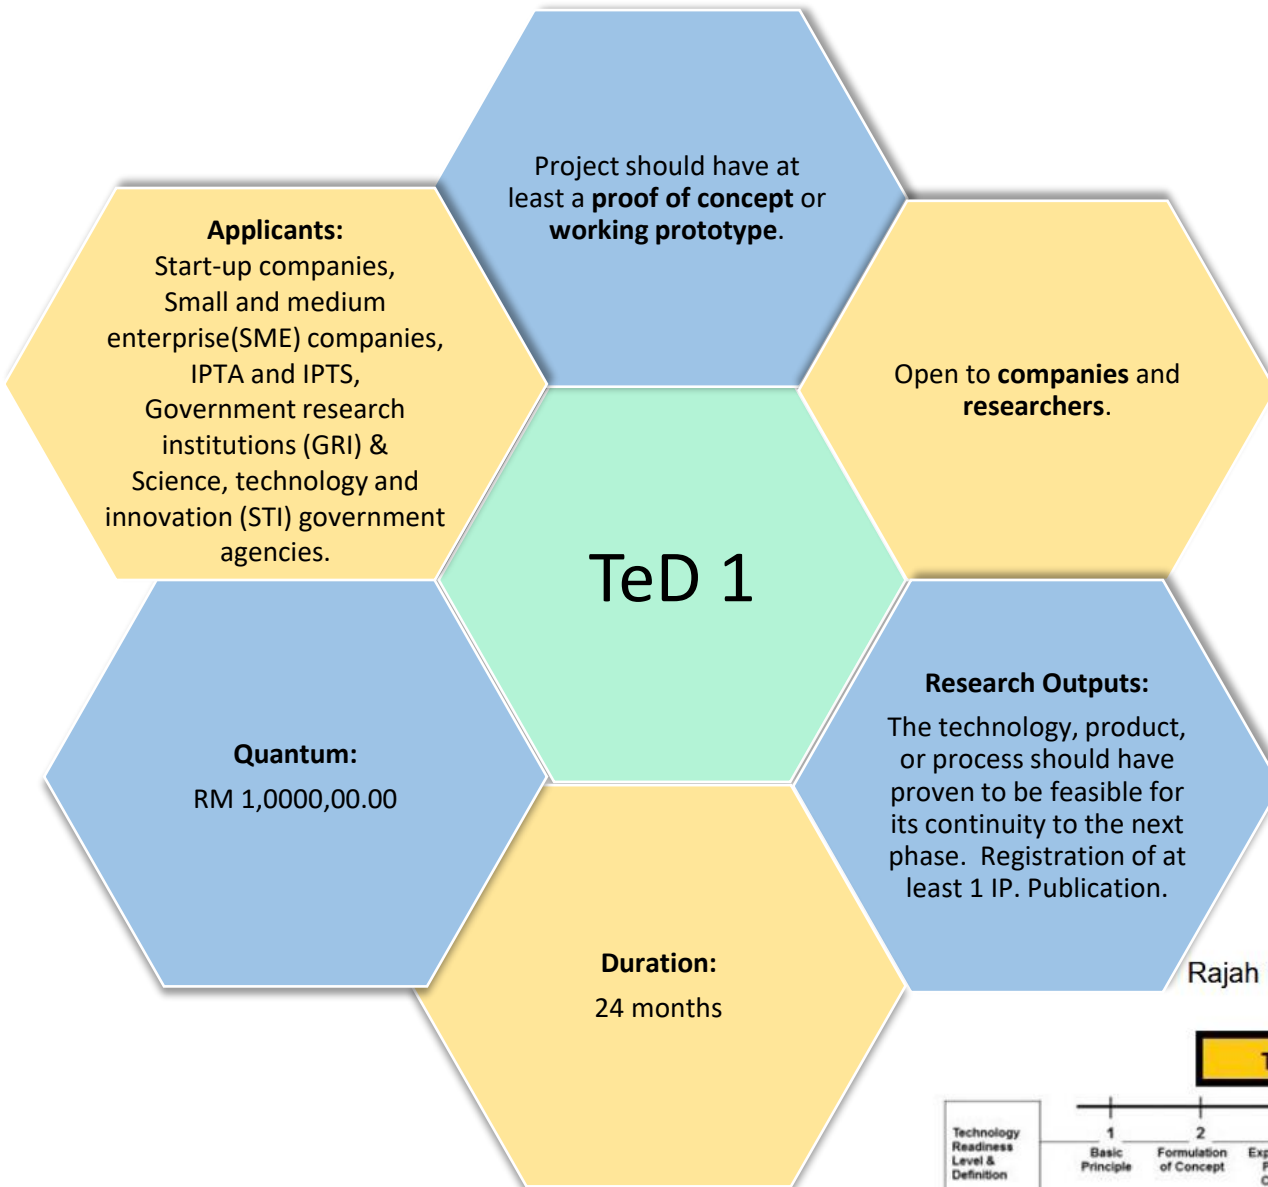 Project should have at
least a proof of concept or
working prototype.
Applicants:
Start-up companies,
Small and medium
enterprise(SME) companies,
IPTA and IPTS,
Government research
institutions (GRI) &
Science, technology and
innovation (STI) government
agencies.
Open to companies and
researchers.
TeD 1
Quantum:
RM 1,0000,00.00
Research Outputs:
The technology, product,
or process should have
proven to be feasible for
its continuity to the next
phase.  Registration of at
least 1 IP. Publication.
Duration:
24 months
Rajah
Technology
Readiness
Level &
Definition
1
Basic
Principle
2
Formulation
of Concept